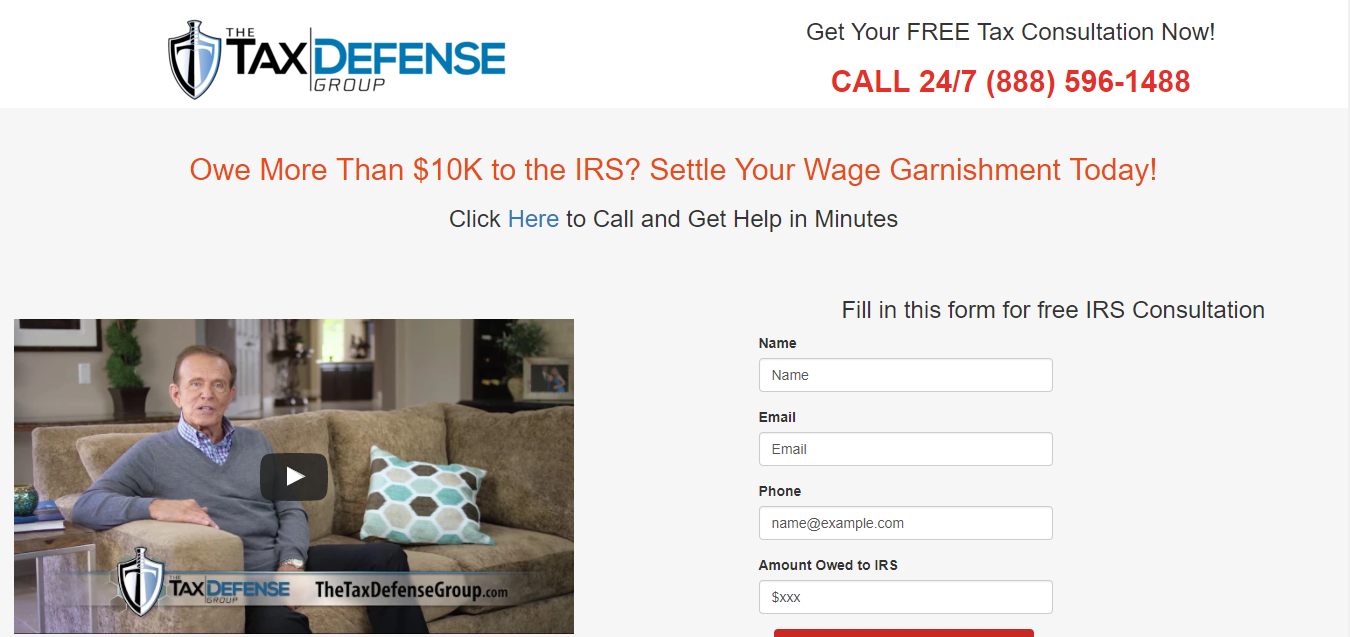 THE
TAX DEFENSE
GROUP
Get Your FREE Tax Consultation Now!
CALL 24/7 (888) 596-1488
Owe More Than $10K to the IRS? Settle Your Wage Garnishment Today!
Click Here to Call and Get Help in Minutes
THE
TAX DEFENSE
GROUP
TheTaxDefenseGroup.com
Fill in this form for free IRS Consultation
Name
Name
Email
Email
Phone
name@example.com
Amount Owed to IRS
$xxx